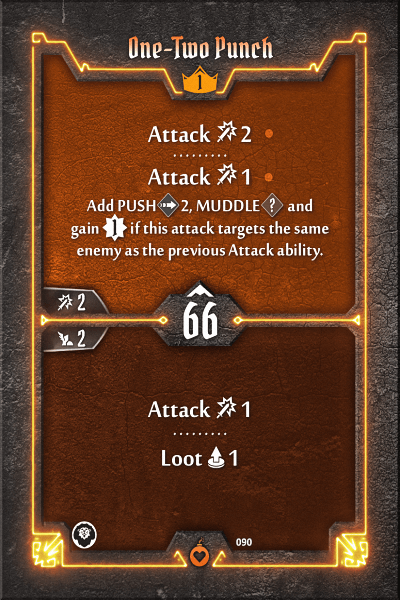 One-Two Punch
1
Attack 2
Attack 1
Add PUSH 2, MUDDLE ? and
gain 1 if this attack targets the same
enemy as the previous Attack ability.
2
66
2
Attack 1
Loot 1
090